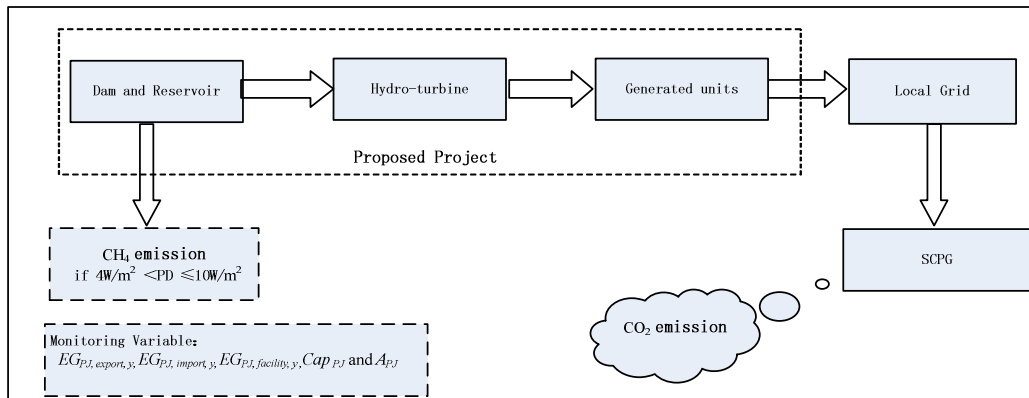 Dam and Reservoir
Hydro-turbine
Generated units
Local Grid
Proposed Project
CH₄ emission
if 4W/m² <PD ≤10W/m²
SCPG
CO₂ emission
Monitoring Variable:
EG_PJ,export,y, EG_PJ,import,y, EG_PJ,facility,y, Cap_PJ and A_PJ